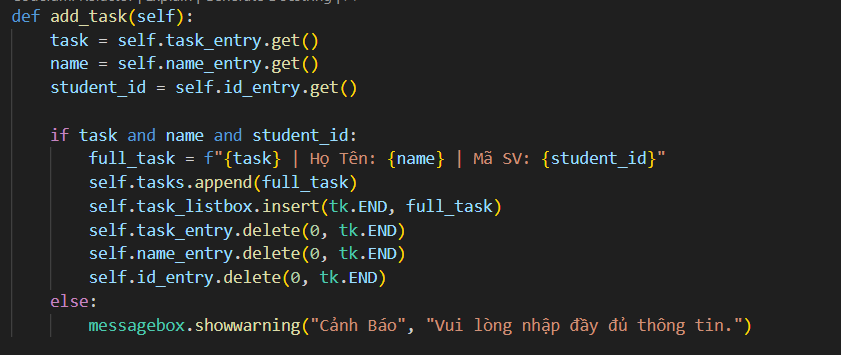 def add_task(self):
    task = self.task_entry.get()
    name = self.name_entry.get()
    student_id = self.id_entry.get()

    if task and name and student_id:
        full_task = f"{task} | Họ Tên: {name} | Mã SV: {student_id}"
        self.tasks.append(full_task)
        self.task_listbox.insert(tk.END, full_task)
        self.task_entry.delete(0, tk.END)
        self.name_entry.delete(0, tk.END)
        self.id_entry.delete(0, tk.END)
    else:
        messagebox.showwarning("Cảnh Báo", "Vui lòng nhập đầy đủ thông tin.")